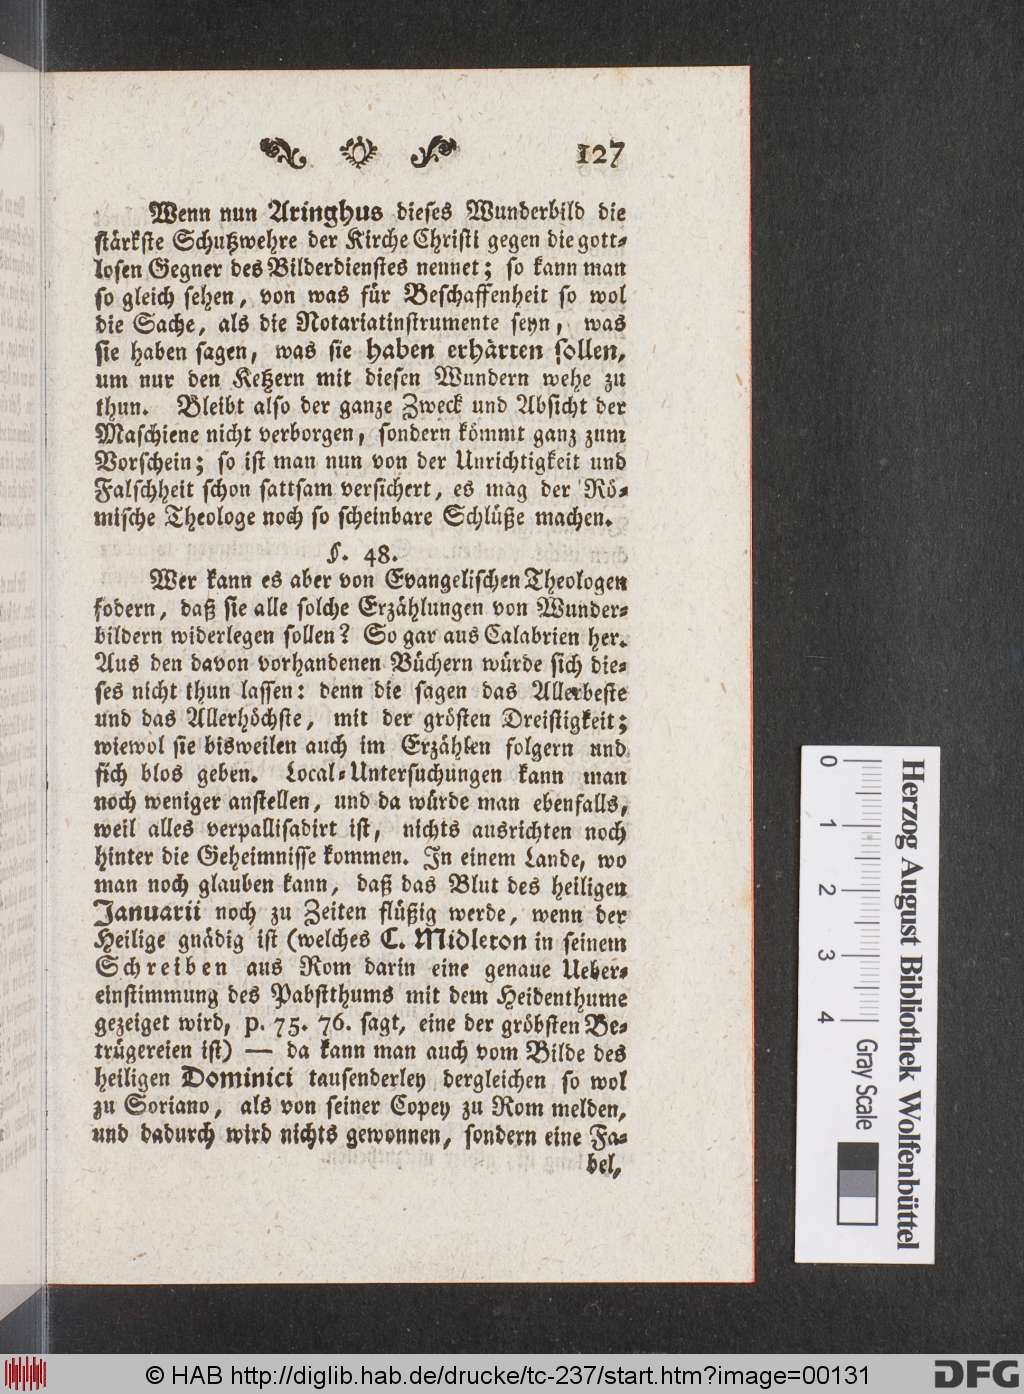 127
Wenn nun Aringhus dieses Wunderbild die
stärkste Schutzwehre der Kirche Christi gegen die gott-
losen Gegner des Bilderdienstes nennet; so kann man
so gleich sehen, von was für Beschaffenheit so wol
die Sache, als die Notariatinstrumente seyn, was
sie haben sagen, was sie haben erhärten sollen,
um nur den Ketzern mit diesen Wundern wehe zu
thun. Bleibt also der ganze Zweck und Absicht der
Maschiene nicht verborgen, sondern kömmt ganz zum
Vorschein; so ist man nun von der Unrichtigkeit und
Falschheit schon sattsam versichert, es mag der Rö-
mische Theologe noch so scheinbare Schlüße machen.
§. 48.
Wer kann es aber von Evangelischen Theologen
fodern, daß sie alle solche Erzählungen von Wunder-
bildern widerlegen sollen? So gar aus Calabrien her.
Aus den davon vorhandenen Büchern würde sich die-
ses nicht thun lassen: denn die sagen das Allerbeste
und das Allerhöchste, mit der grösten Dreistigkeit;
wiewol sie bisweilen auch im Erzählen folgern und
sich blos geben. Local-Untersuchungen kann man
noch weniger anstellen, und da würde man ebenfalls,
weil alles verpallisadirt ist, nichts ausrichten noch
hinter die Geheimnisse kommen. In einem Lande, wo
man noch glauben kann, daß das Blut des heiligen
Januarii noch zu Zeiten flüßig werde, wenn der
Heilige gnädig ist (welches C. Midleton in seinem
Schreiben aus Rom darin eine genaue Ueber-
einstimmung des Pabstthums mit dem Heidenthume
gezeiget wird, p. 75. 76. sagt, eine der gröbsten Be-
trügereien ist) — da kann man auch vom Bilde des
heiligen Dominici tausenderley dergleichen so wol
zu Soriano, als von seiner Copey zu Rom melden,
und dadurch wird nichts gewonnen, sondern eine Fa-
bel,
0 1 2 3 4
Gray Scale
Herzog August Bibliothek Wolfenbüttel
© HAB http://diglib.hab.de/drucke/tc-237/start.htm?image=00131
DFG